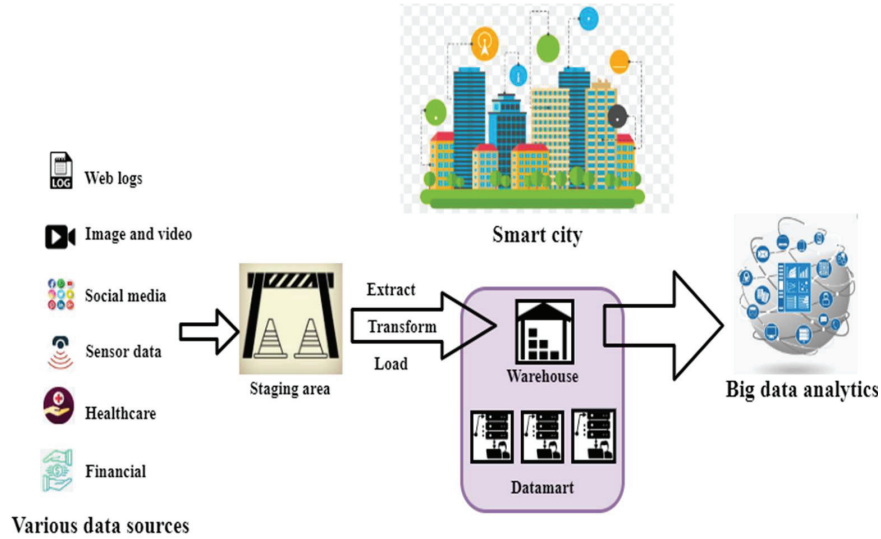 Smart city
LOG
Web logs
Image and video
Social media
Sensor data
Healthcare
Financial
Various data sources
Staging area
Extract
Transform
Load
Warehouse
Datamart
Big data analytics